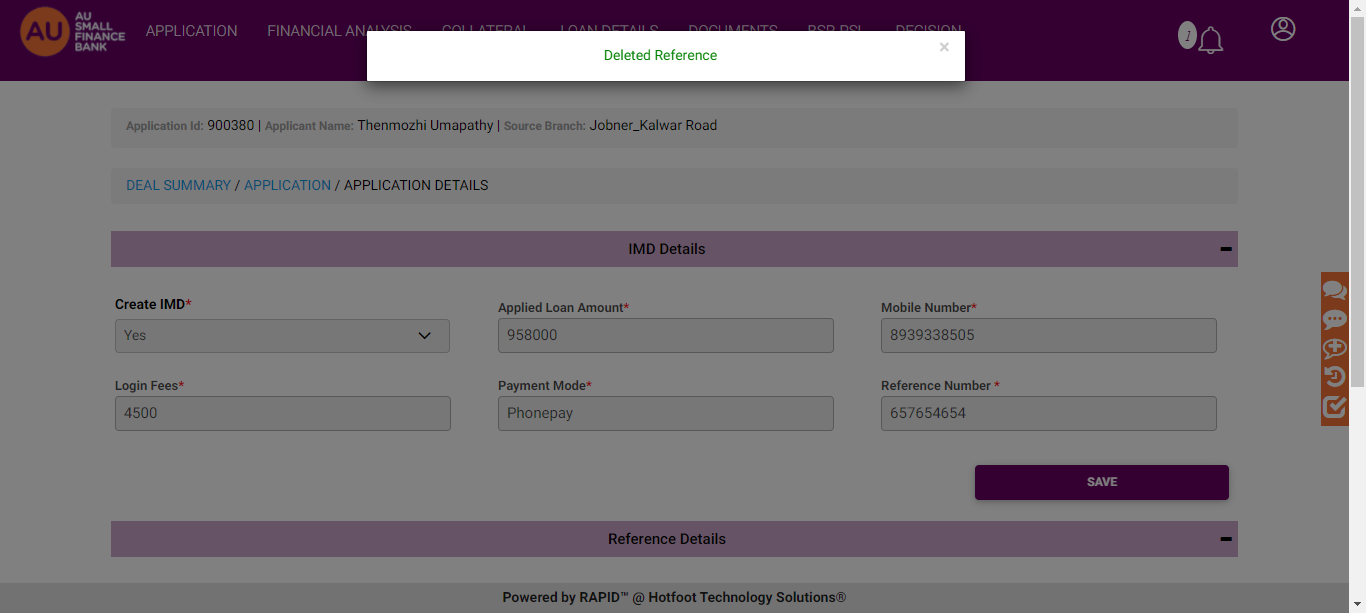 AU
AU
SMALL
FINANCE
BANK
APPLICATION FINANCIAL ANALYSIS COLLATERAL LOAN DETAILS DOCUMENTS BSR-PSL DECISION
1
Deleted Reference ×
Application Id: 900380 | Applicant Name: Thenmozhi Umapathy | Source Branch: Jobner_Kalwar Road
DEAL SUMMARY / APPLICATION / APPLICATION DETAILS
IMD Details
Create IMD* Applied Loan Amount* Mobile Number*
Yes 958000 8939338505
Login Fees* Payment Mode* Reference Number *
4500 Phonepay 657654654
SAVE
Reference Details
Powered by RAPID™ @ Hotfoot Technology Solutions®